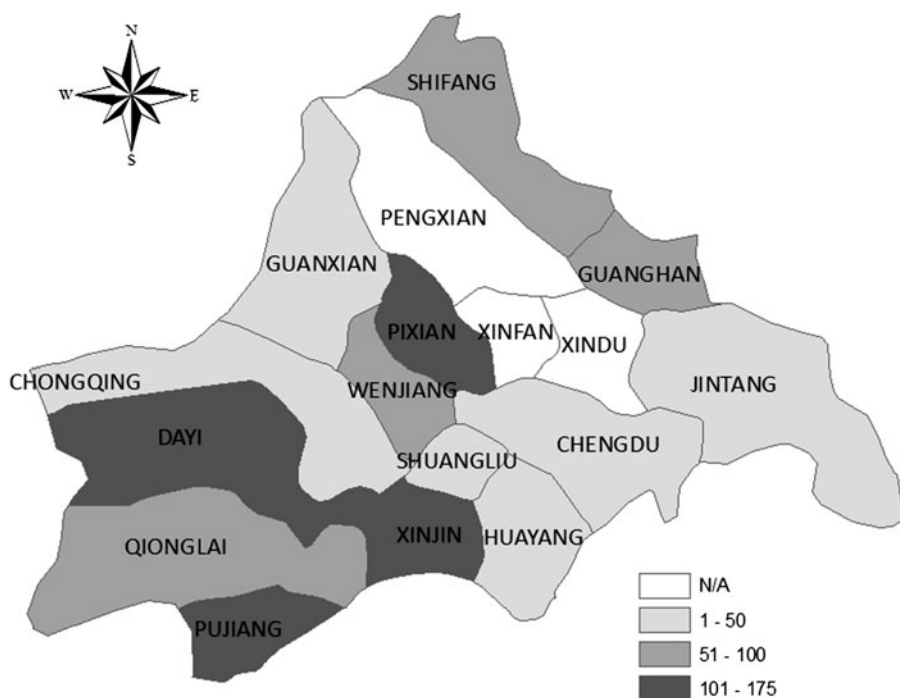 N
W E
S
SHIFANG
PENGXIAN
GUANXIAN
GUANGHAN
PIXIAN
XINFAN
XINDU
CHONGQING
WENJIANG
JINTANG
DAYI
SHUANGLIU
CHENGDU
QIONGLAI
XINJIN
HUAYANG
PUJIANG
N/A
1 - 50
51 - 100
101 - 175